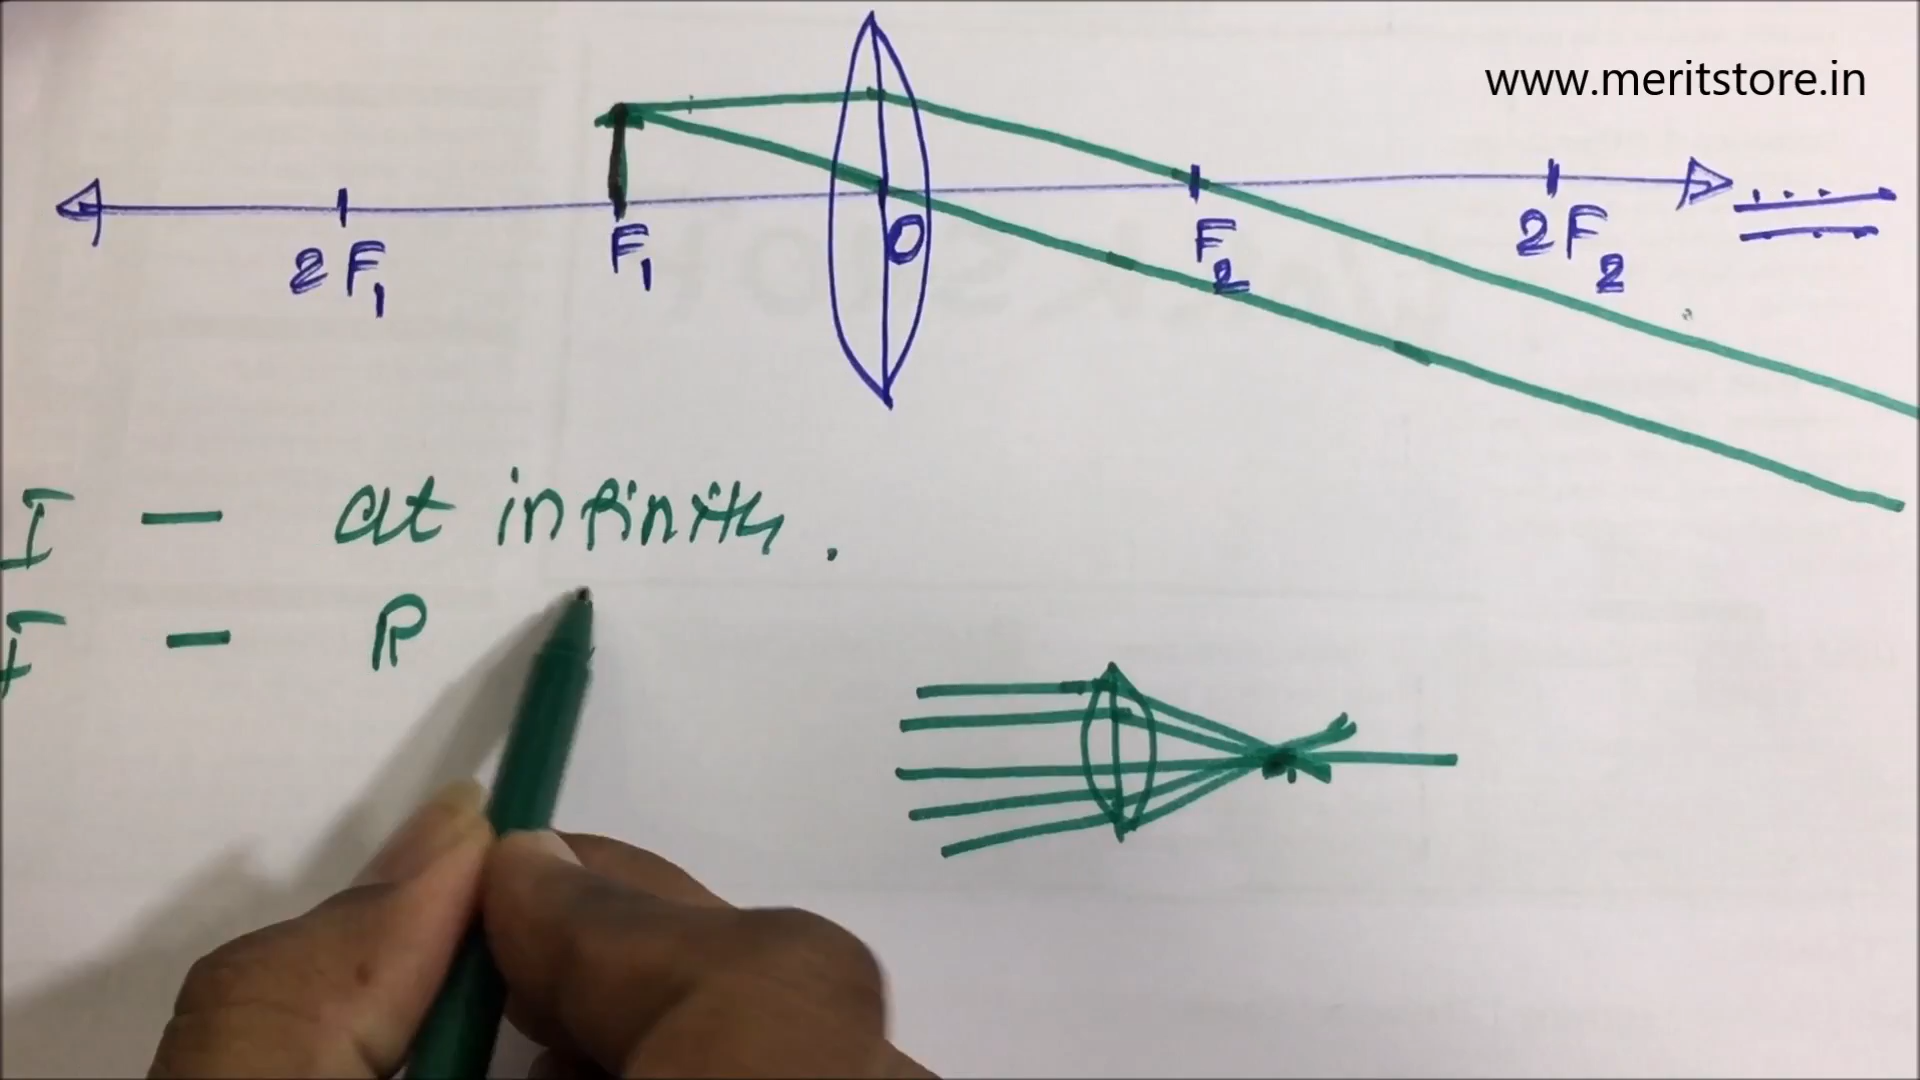 www.meritstore.in
2F₁ F₁ O F₂ 2F₂
I - at infinity.
I - R